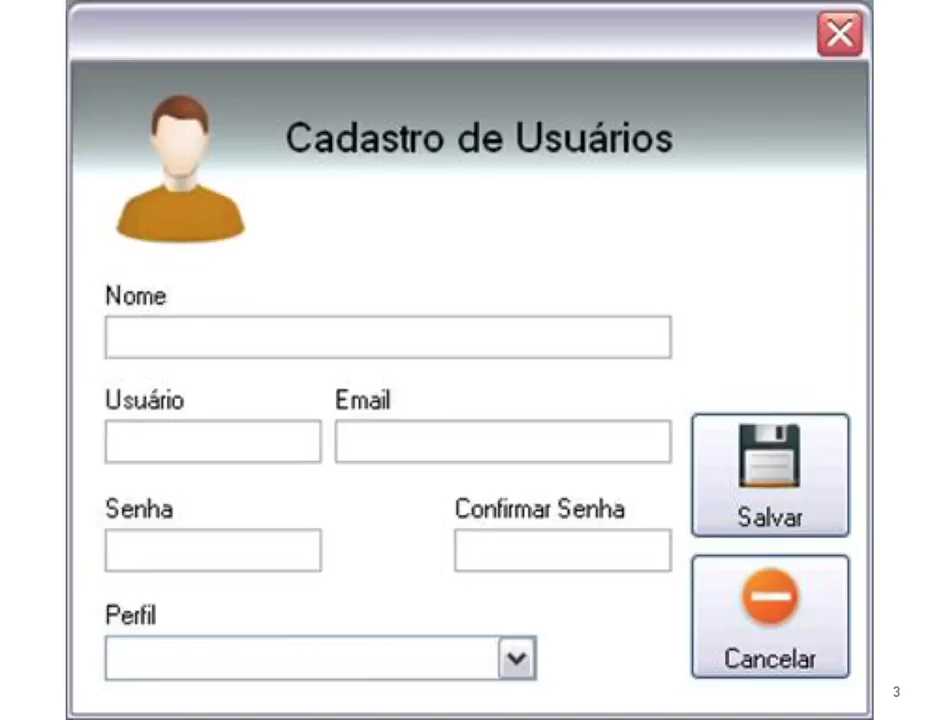 Cadastro de Usuários
Nome
Usuário Email
Senha Confirmar Senha
Salvar
Perfil
Cancelar
3